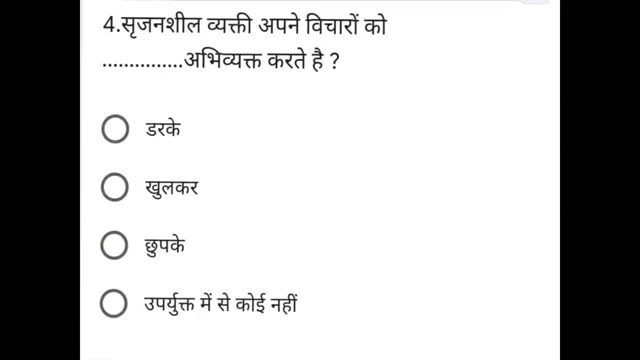 4.सृजनशील व्यक्ती अपने विचारों को
...............अभिव्यक्त करते है ?
डरके
खुलकर
छुपके
उपर्युक्त में से कोई नहीं